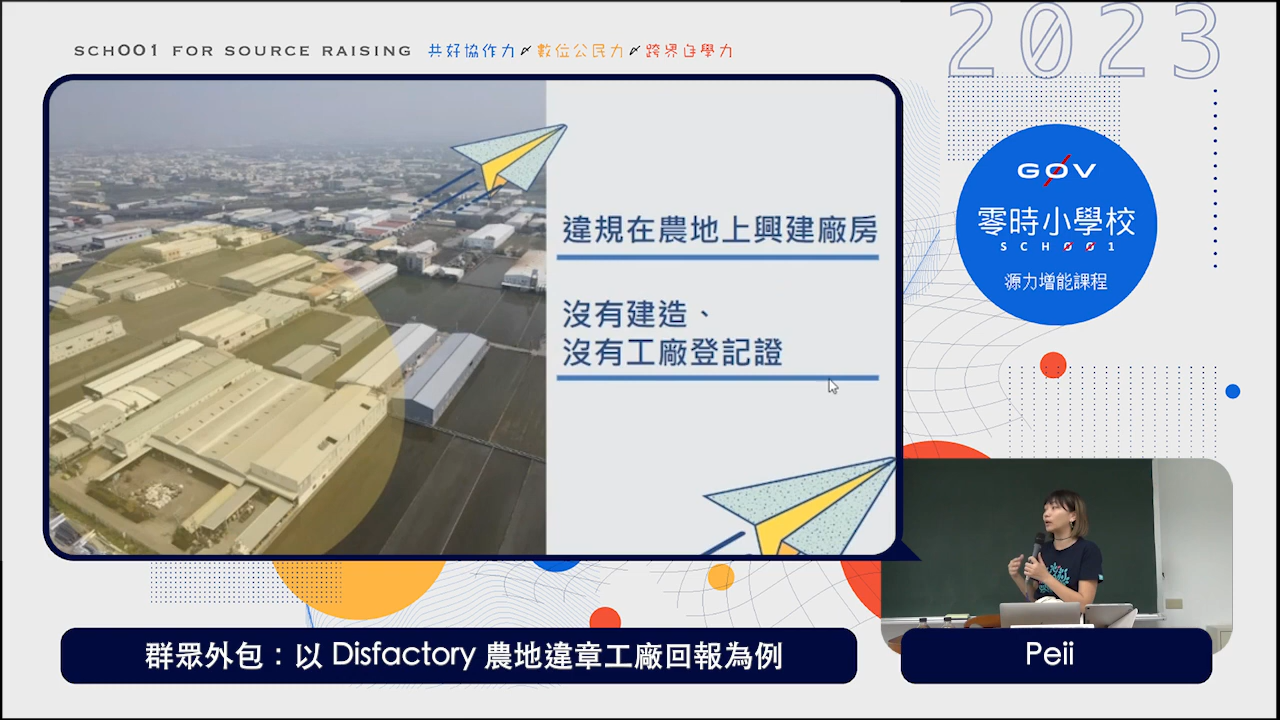 SCH001 FOR SOURCE RAISING 共好協作力 數位公民力 跨界自學力
2023
違規在農地上興建廠房
沒有建造、
沒有工廠登記證
G0V
零時小學校
SCH001
源力增能課程
群眾外包：以 Disfactory 農地違章工廠回報為例
Peii